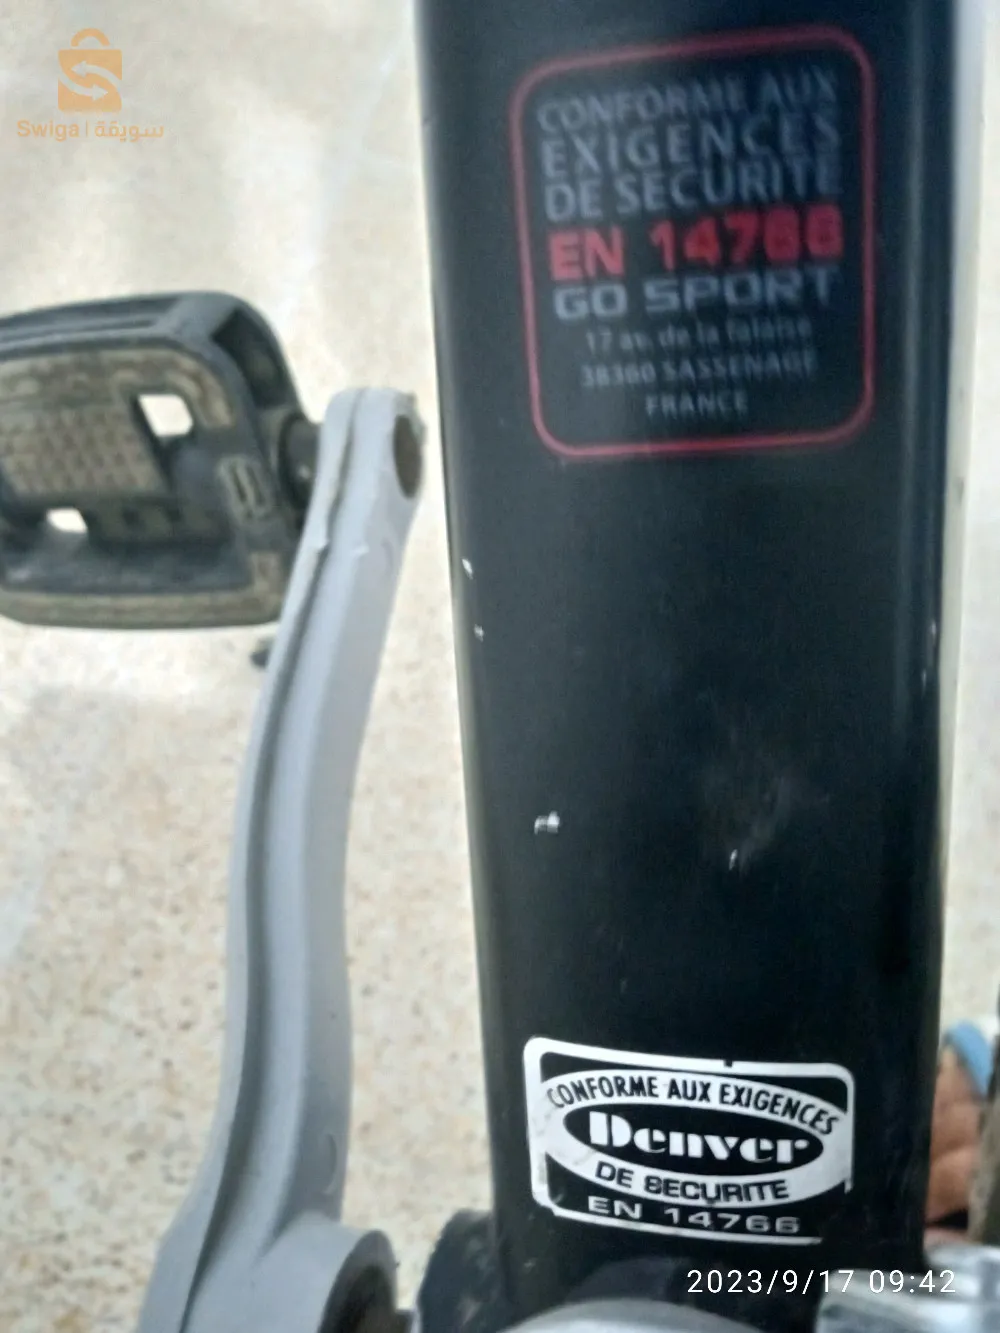 Swiga | سويقة
CONFORME AUX
EXIGENCES
DE SECURITE
EN 14766
GO SPORT
17 av. de la falaise
38360 SASSENAGE
FRANCE
CONFORME AUX EXIGENCES
Denver
DE SECURITE
EN 14766
2023/9/17 09:42